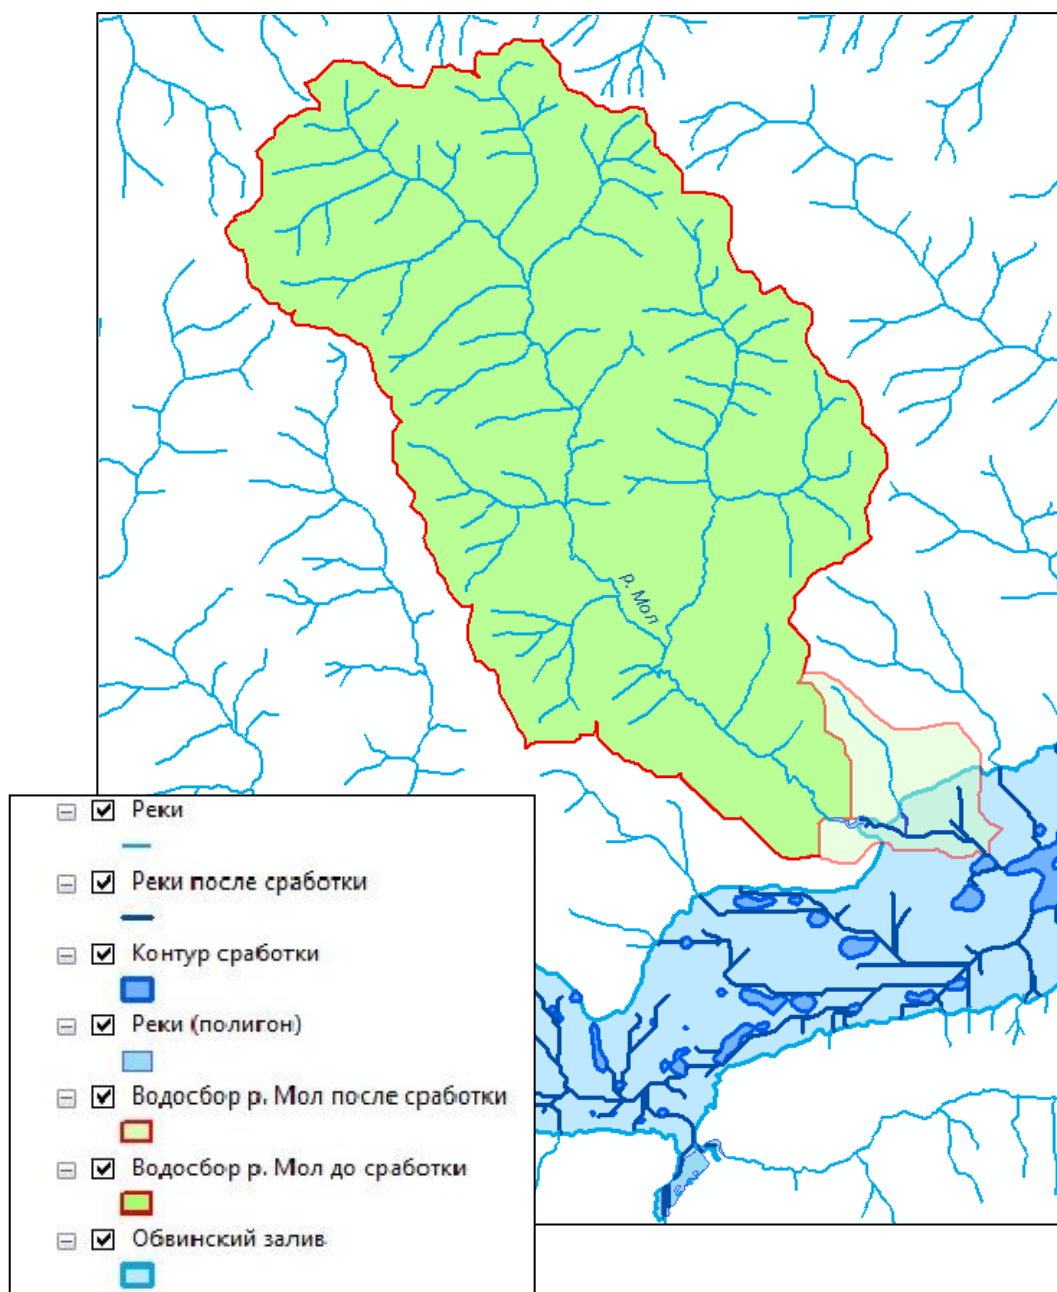 р. Мол
Реки
Реки после сработки
Контур сработки
Реки (полигон)
Водосбор р. Мол после сработки
Водосбор р. Мол до сработки
Обвинский залив